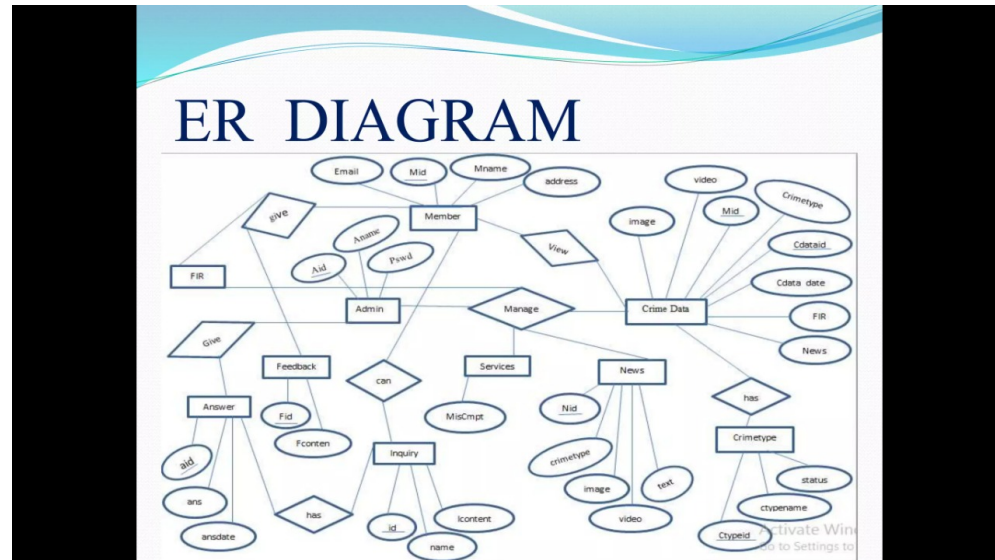 ER DIAGRAM
Email
Mid
Mname
address
video
Crimetype
give
Member
image
Mid
Aname
View
Cdataid
Aid
Pswd
FIR
Cdata date
Admin
Manage
Crime Data
FIR
Give
News
Feedback
Services
News
can
has
Answer
Fid
MisCmpt
Nid
Fconten
Crimetype
Inquiry
crimetype
aid
status
image
text
ans
ctypename
has
id
Icontent
video
ansdate
name
Ctypeid
Activate Win
Go to Settings to